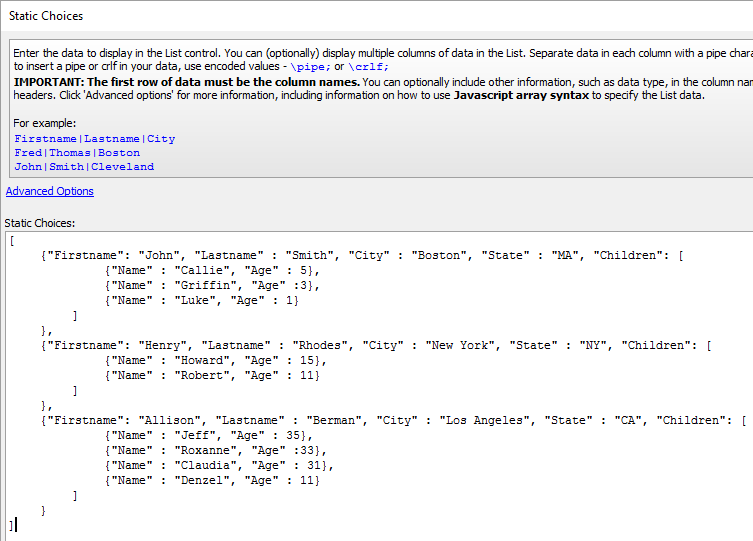 Static Choices
Enter the data to display in the List control. You can (optionally) display multiple columns of data in the List. Separate data in each column with a pipe
to insert a pipe or crlf in your data, use encoded values - \pipe; or \crlf;
IMPORTANT: The first row of data must be the column names. You can optionally include other information, such as data type, in the column
headers. Click 'Advanced options' for more information, including information on how to use Javascript array syntax to specify the List data.
For example:
Firstname|Lastname|City
Fred|Thomas|Boston
John|Smith|Cleveland
Advanced Options
Static Choices:
[
{"Firstname": "John", "Lastname" : "Smith", "City" : "Boston", "State" : "MA", "Children": [
{"Name" : "Callie", "Age" : 5},
{"Name" : "Griffin", "Age" :3},
{"Name" : "Luke", "Age" : 1}
]
},
{"Firstname": "Henry", "Lastname" : "Rhodes", "City" : "New York", "State" : "NY", "Children": [
{"Name" : "Howard", "Age" : 15},
{"Name" : "Robert", "Age" : 11}
]
},
{"Firstname": "Allison", "Lastname" : "Berman", "City" : "Los Angeles", "State" : "CA", "Children": [
{"Name" : "Jeff", "Age" : 35},
{"Name" : "Roxanne", "Age" :33},
{"Name" : "Claudia", "Age" : 31},
{"Name" : "Denzel", "Age" : 11}
]
}
]